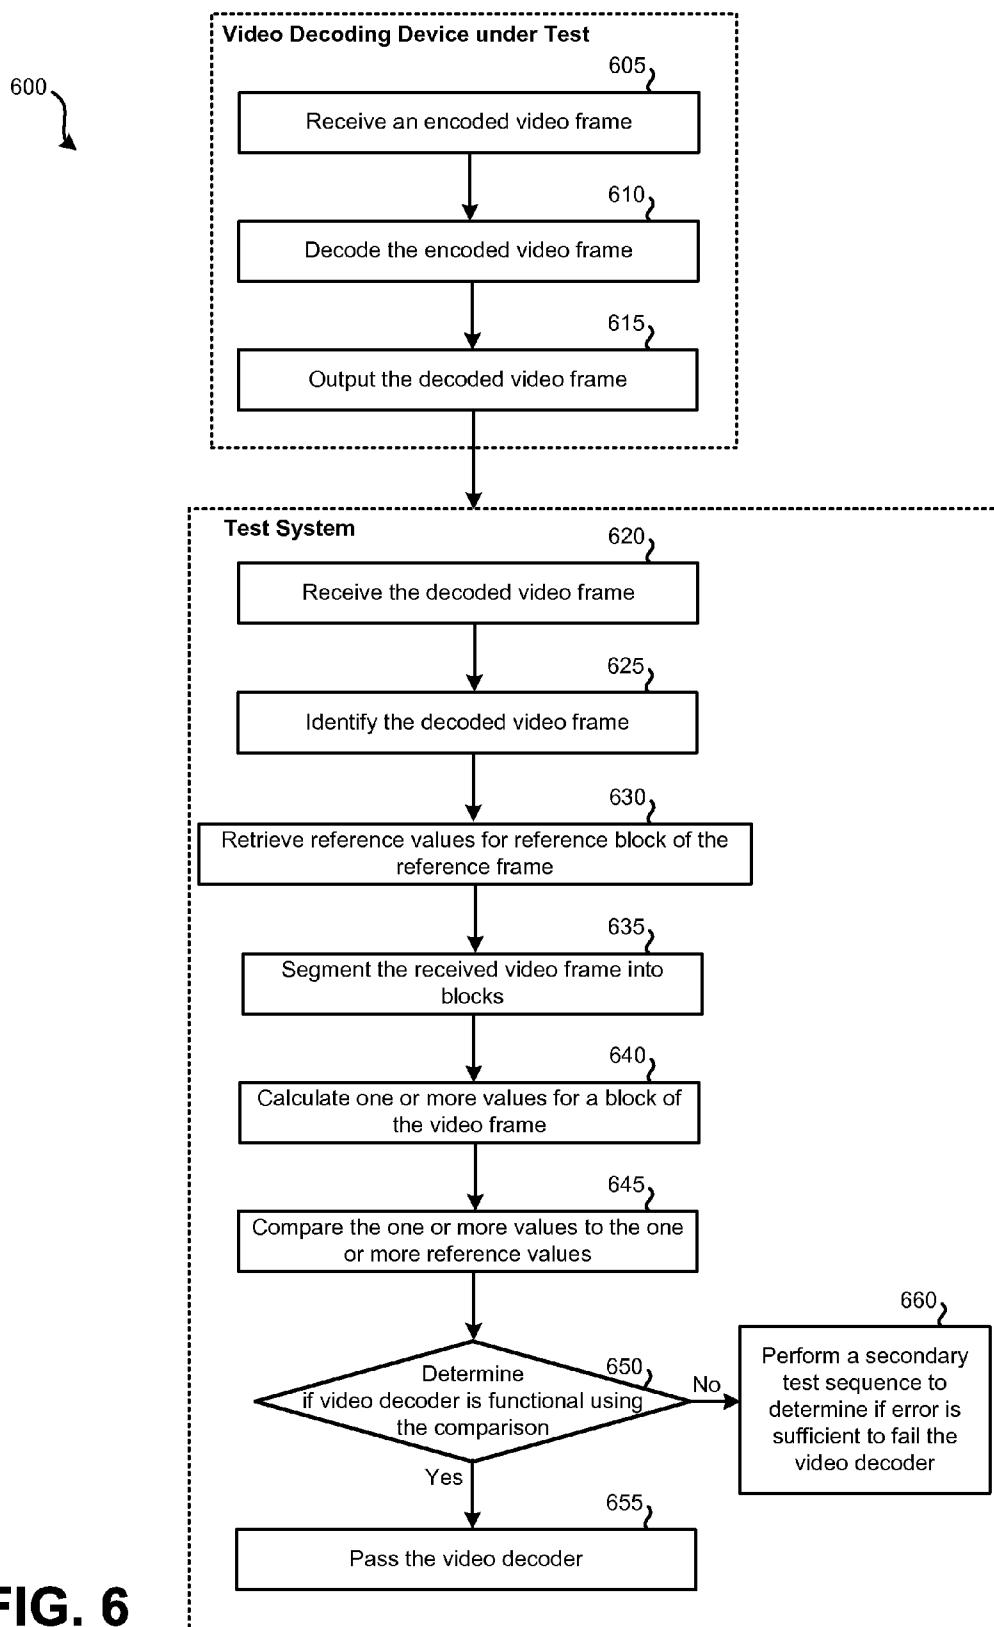 600
Video Decoding Device under Test
605
Receive an encoded video frame
610
Decode the encoded video frame
615
Output the decoded video frame
Test System
620
Receive the decoded video frame
625
Identify the decoded video frame
630
Retrieve reference values for reference block of the
reference frame
635
Segment the received video frame into
blocks
640
Calculate one or more values for a block of
the video frame
645
Compare the one or more values to the one
or more reference values
650
Determine
if video decoder is functional using
the comparison
No
660
Perform a secondary
test sequence to
determine if error is
sufficient to fail the
video decoder
Yes
655
Pass the video decoder
FIG. 6